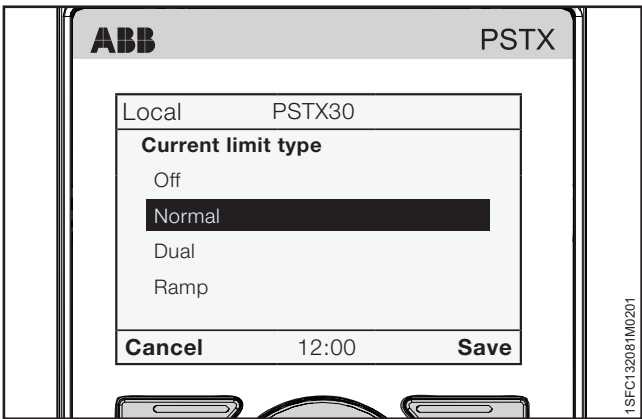 ABB PSTX
Local PSTX30
Current limit type
Off
Normal
Dual
Ramp
Cancel 12:00 Save
1SFC132081M0201